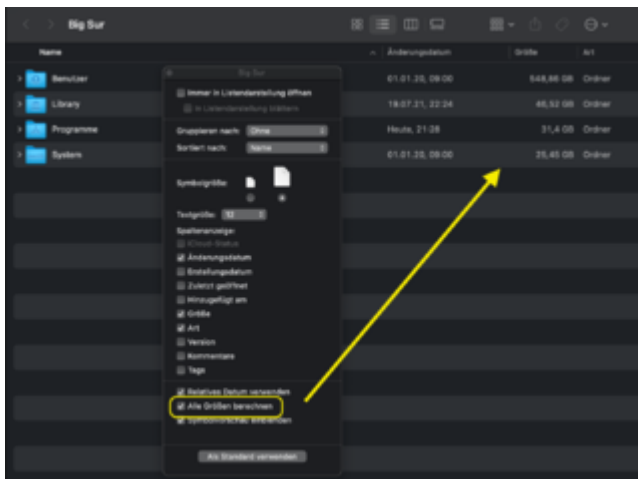 Big Sur
Name Änderungsdatum Größe Art
Benutzer 01.01.20, 09:00 548,66 GB Ordner
Library 19.07.21, 22:24 46,52 GB Ordner
Programme Heute, 21:28 31,4 GB Ordner
System 01.01.20, 09:00 25,45 GB Ordner
Big Sur
Immer in Listendarstellung öffnen
In Listendarstellung blättern
Gruppieren nach: Ohne
Sortiert nach: Name
Symbolgröße:
Textgröße: 12
Spaltenanzeige:
iCloud-Status
Änderungsdatum
Erstellungsdatum
Zuletzt geöffnet
Hinzugefügt am
Größe
Art
Version
Kommentare
Tags
Relatives Datum verwenden
Alle Größen berechnen
Symbolvorschau einblenden
Als Standard verwenden